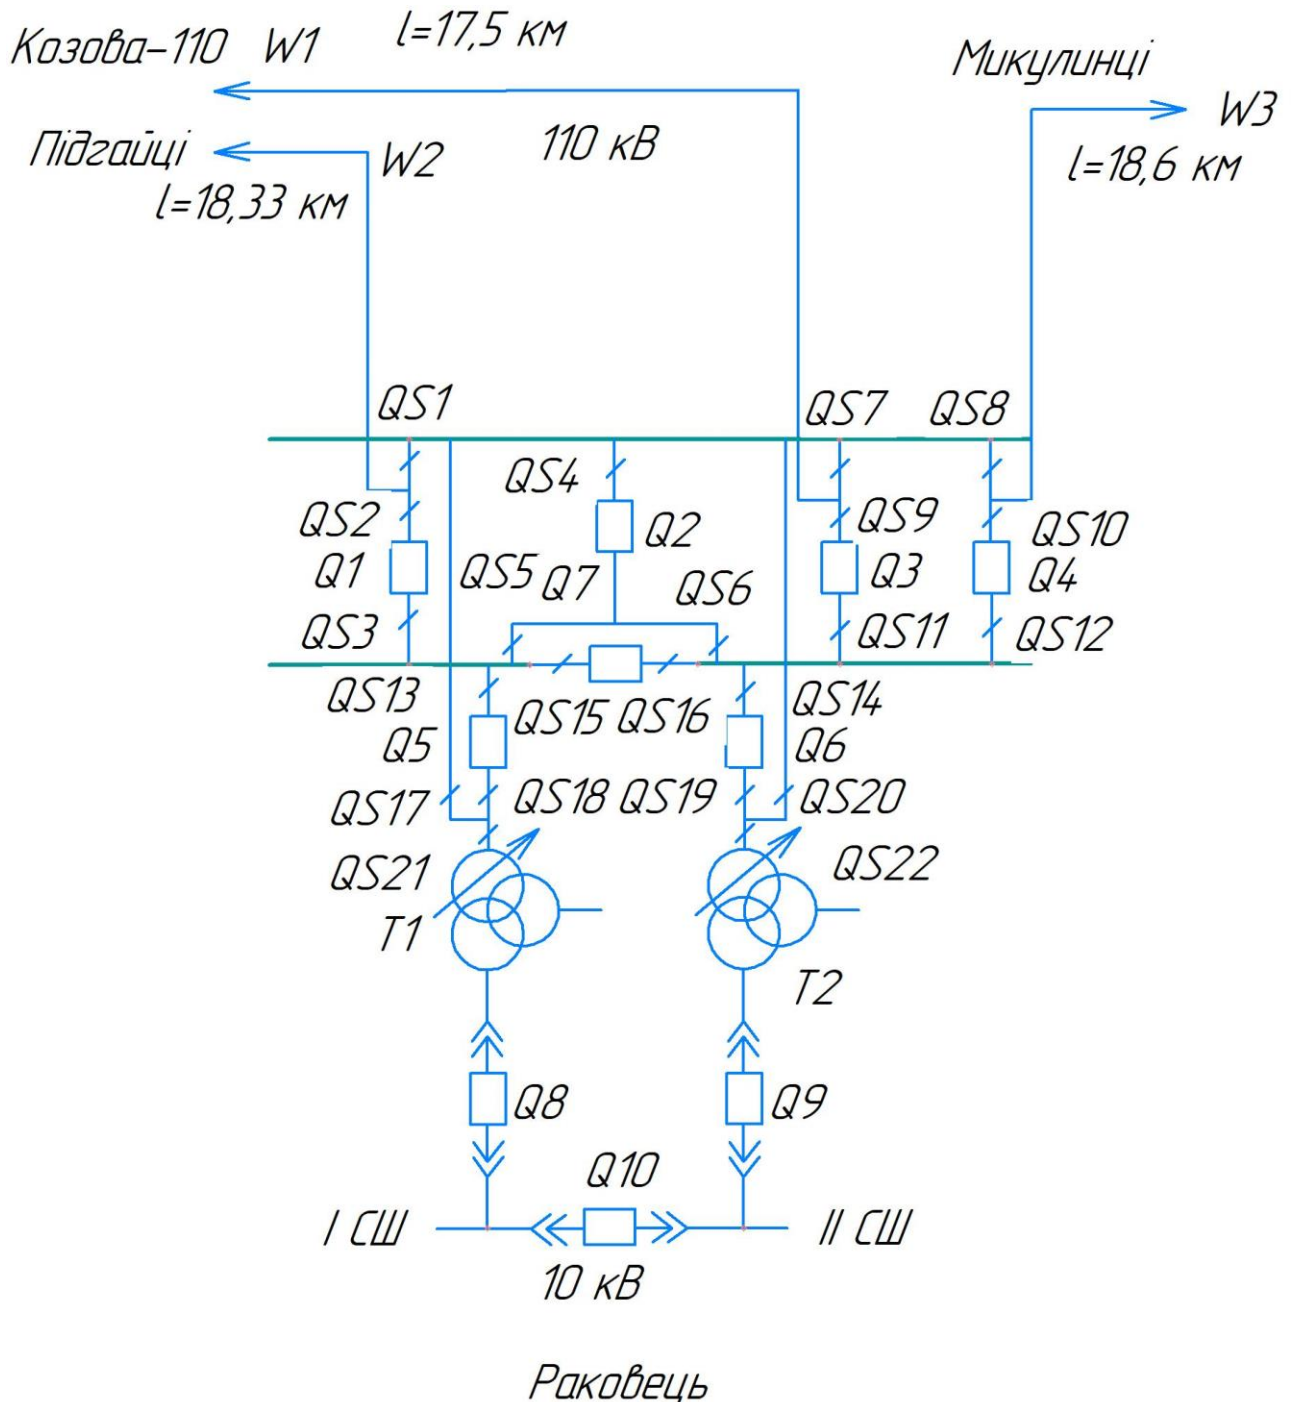 Козова-110 W1 l=17,5 км
Микулинці
W3
Підгайці
W2
110 кВ
l=18,6 км
l=18,33 км
QS1
QS7
QS8
QS4
QS2
Q2
QS9
QS10
Q1
QS5
Q7
QS6
Q3
Q4
QS3
QS11
QS12
QS13
QS15
QS16
QS14
Q5
Q6
QS17
QS18
QS19
QS20
QS21
QS22
T1
T2
Q8
Q9
Q10
I СШ
II СШ
10 кВ
Раковець